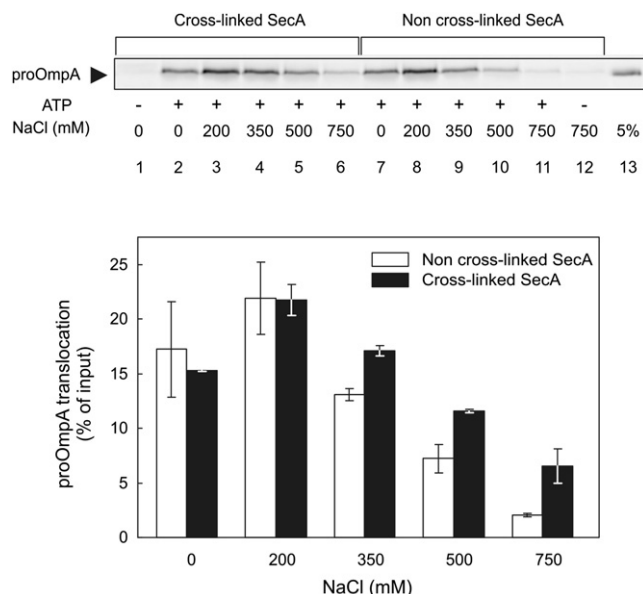 Cross-linked SecA Non cross-linked SecA
proOmpA
ATP - + + + + + + + + + + -
NaCl (mM) 0 0 200 350 500 750 0 200 350 500 750 750 5%
1 2 3 4 5 6 7 8 9 10 11 12 13
Non cross-linked SecA
Cross-linked SecA
proOmpA translocation
(% of input)
25
20
15
10
5
0
0 200 350 500 750
NaCl (mM)